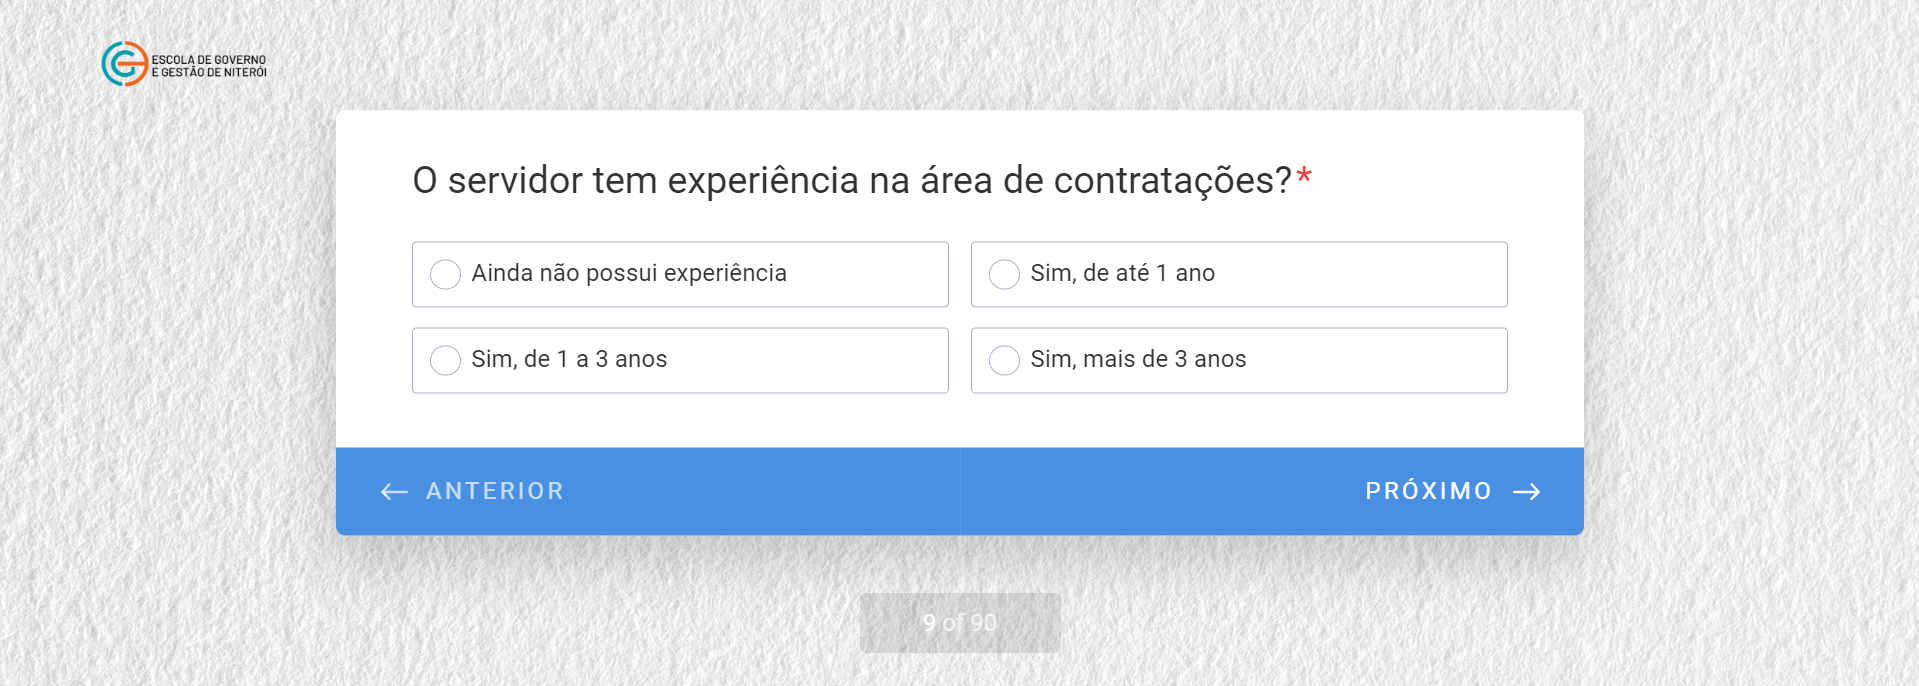 ESCOLA DE GOVERNO
E GESTÃO DE NITERÓI
O servidor tem experiência na área de contratações?*
Ainda não possui experiência
Sim, de até 1 ano
Sim, de 1 a 3 anos
Sim, mais de 3 anos
ANTERIOR
PRÓXIMO
9 of 90